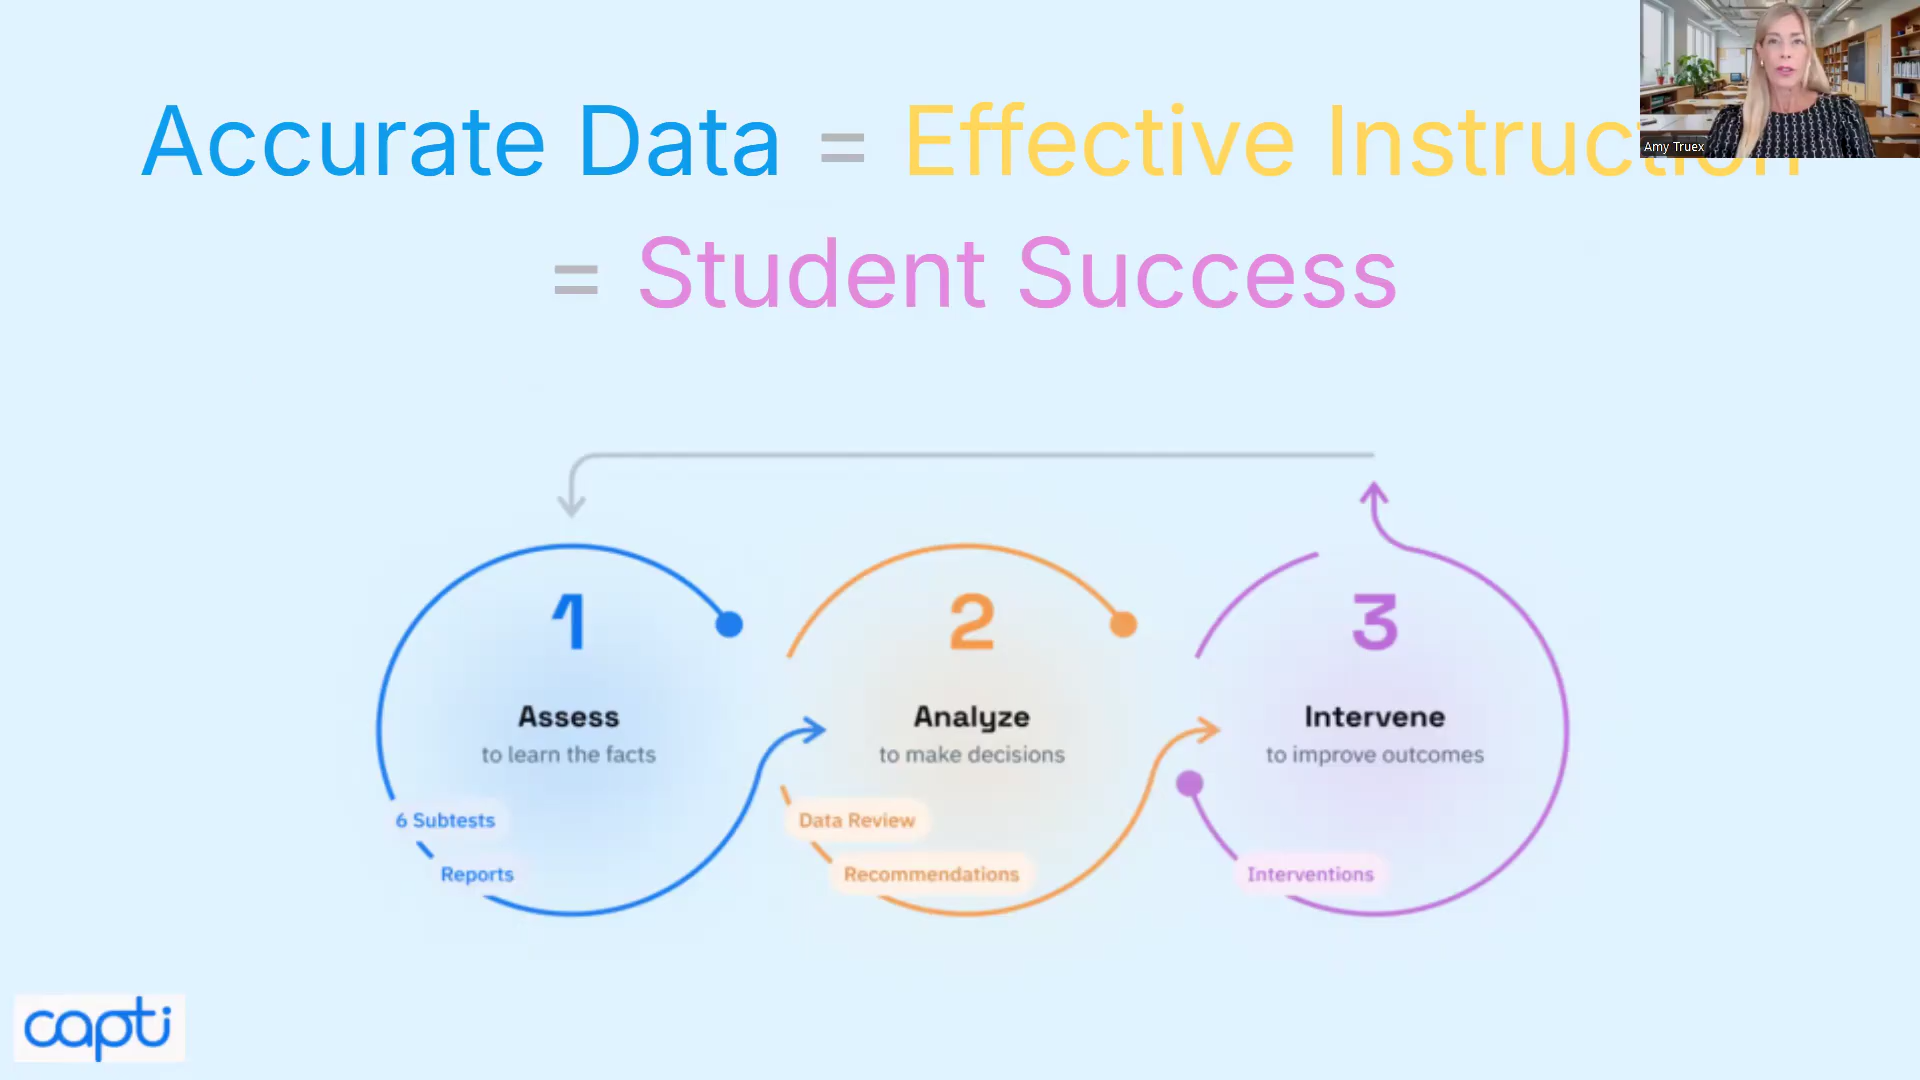 Accurate Data = Effective Instruction
= Student Success
Amy Truex
1
Assess
to learn the facts
6 Subtests
Reports
2
Analyze
to make decisions
Data Review
Recommendations
3
Intervene
to improve outcomes
Interventions
capti